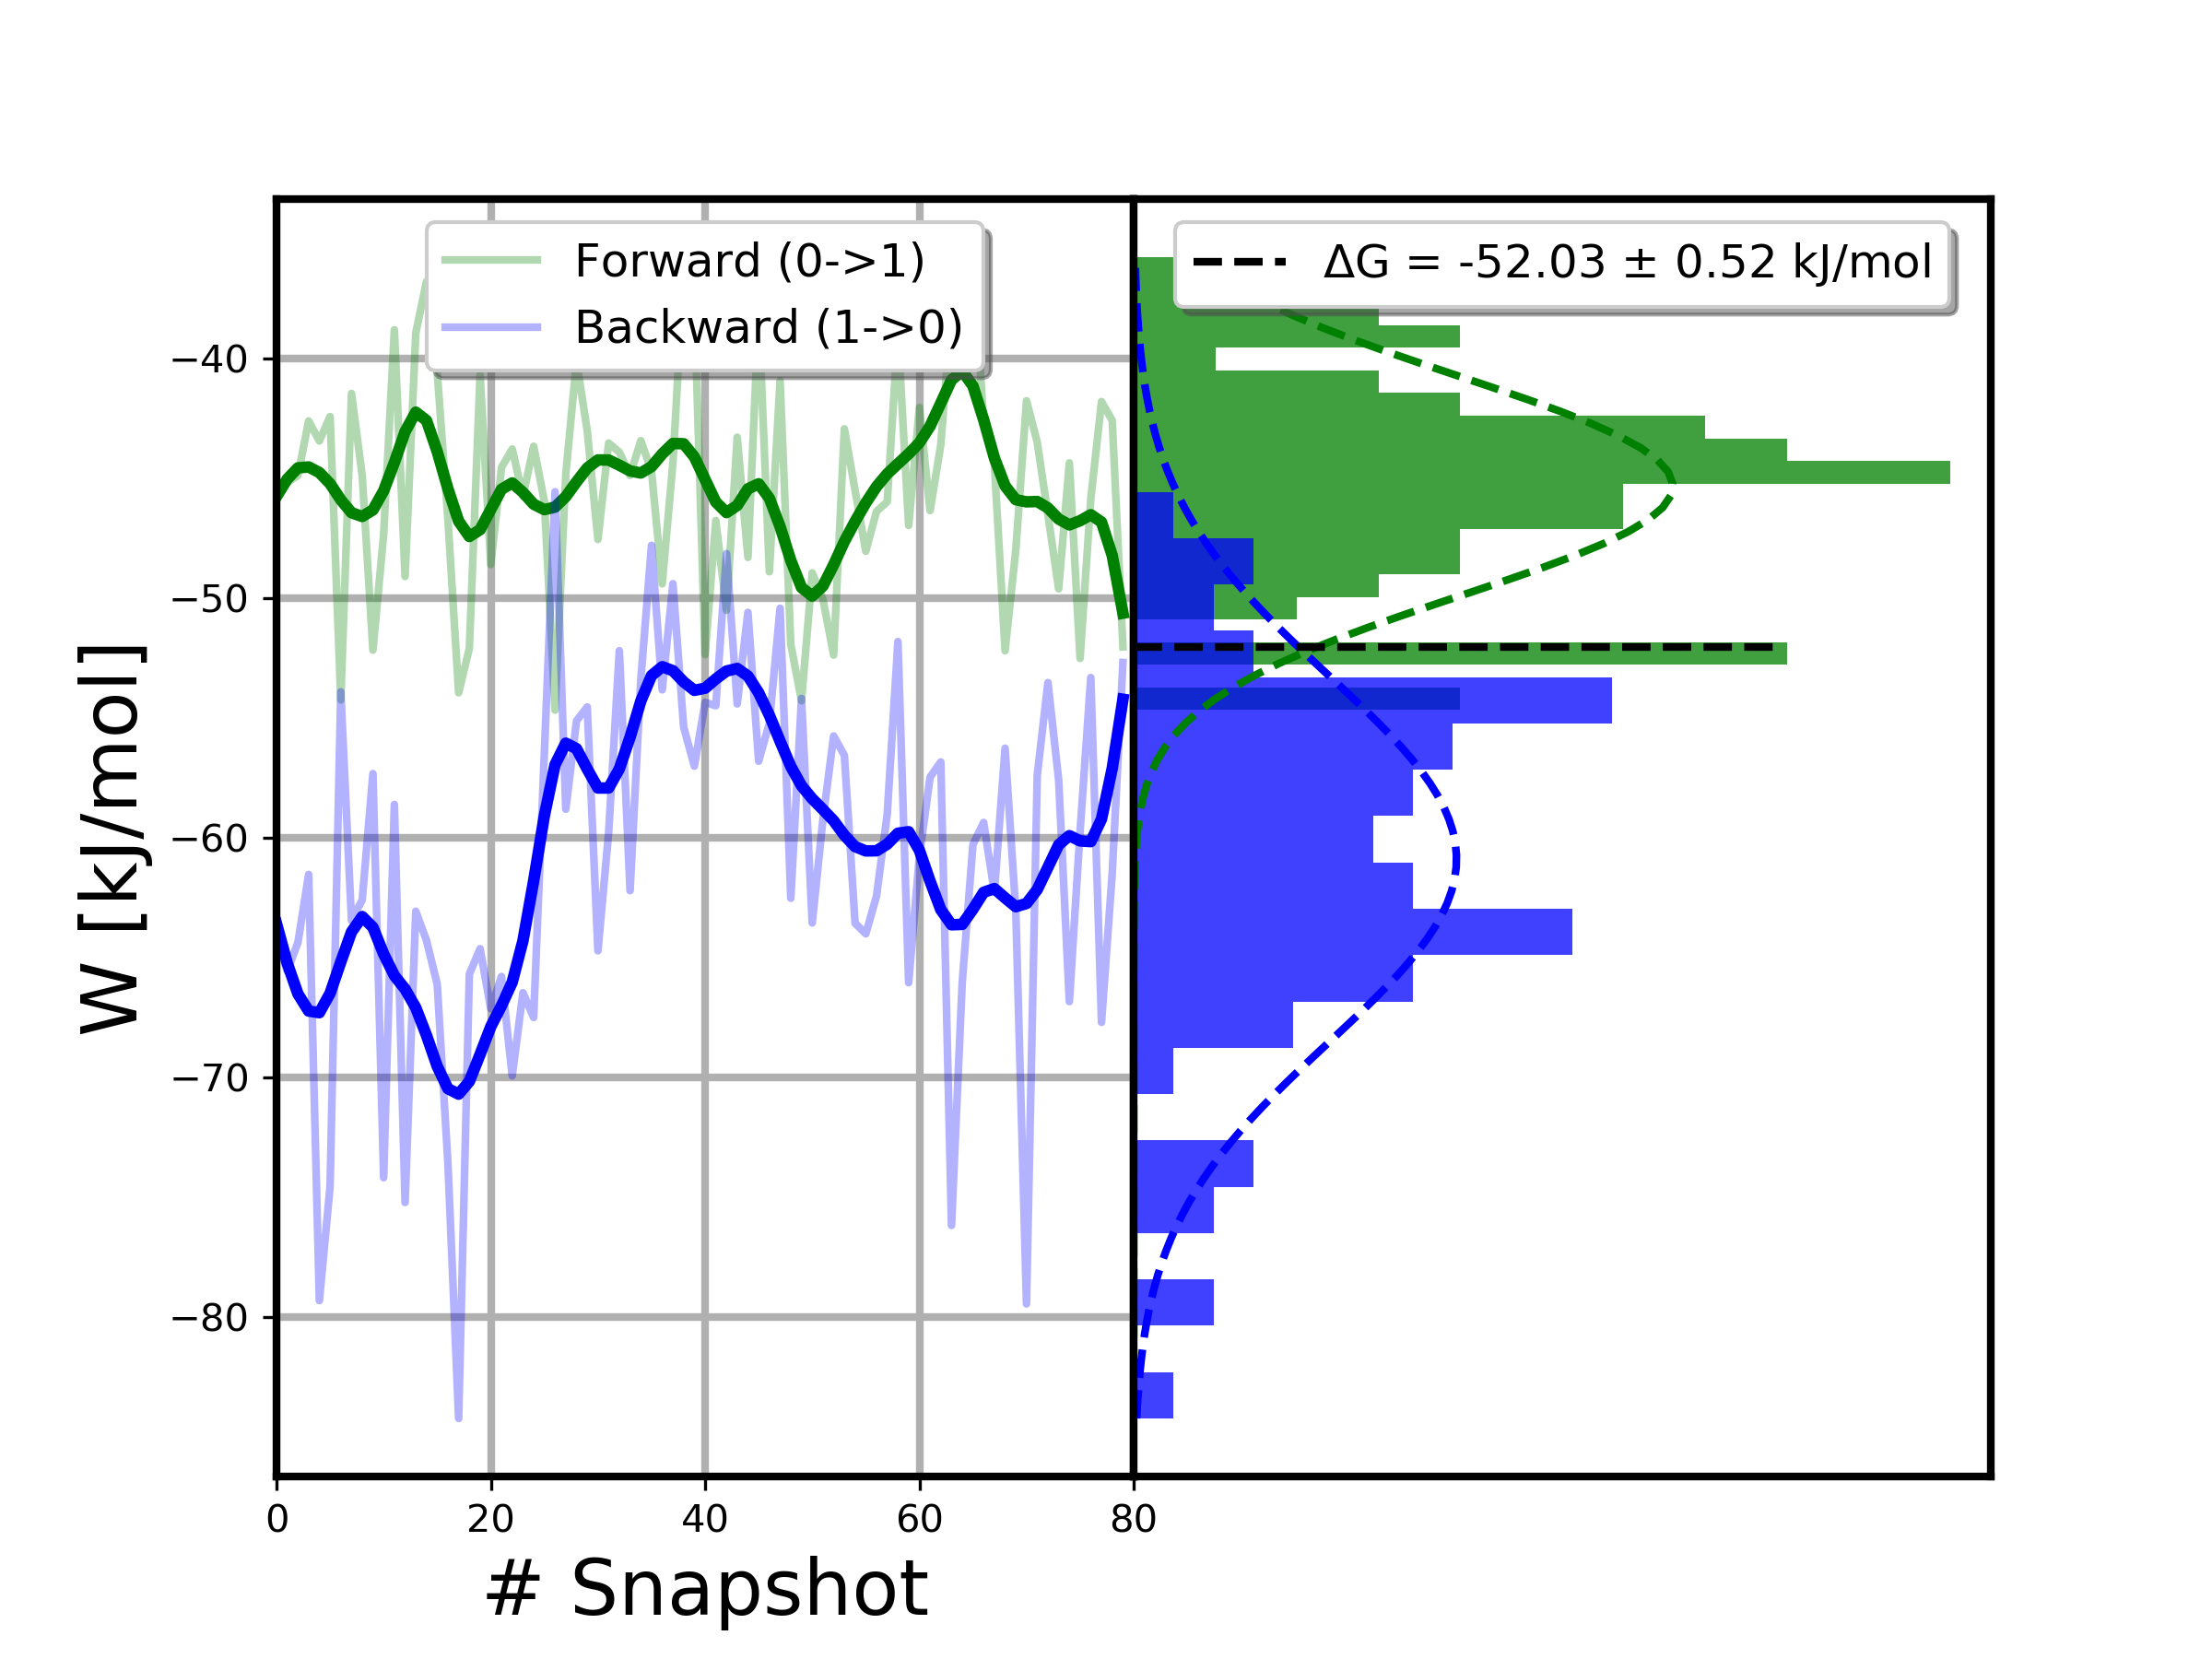 Forward (0->1)
Backward (1->0)
ΔG = -52.03 ± 0.52 kJ/mol
W [kJ/mol]
−40
−50
−60
−70
−80
0 20 40 60 80
# Snapshot